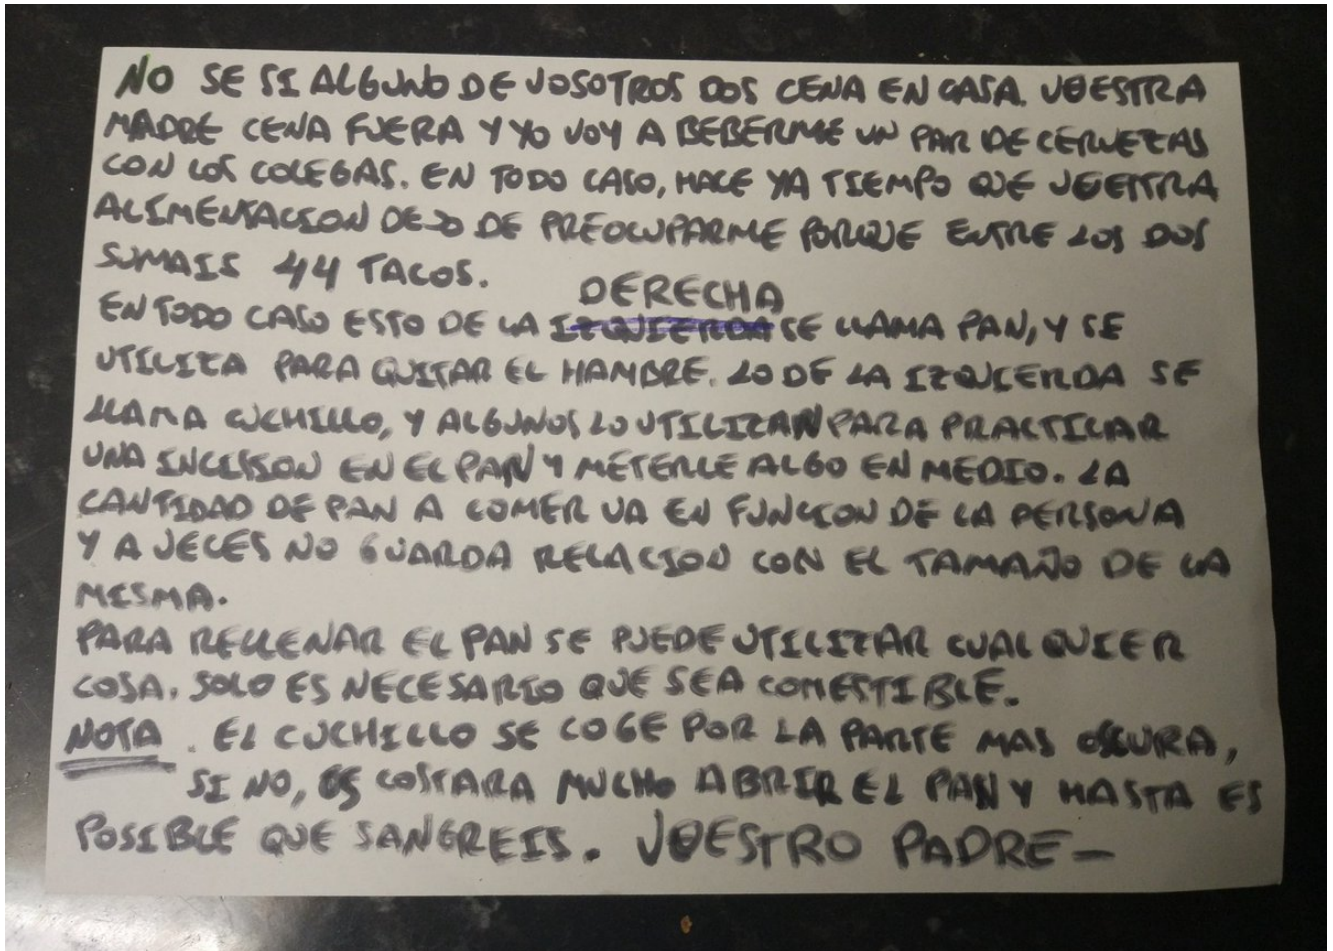 NO SE SI ALGUNO DE VOSOTROS DOS CENA EN CASA. VUESTRA
MADRE CENA FUERA Y YO VOY A BEBERME UN PAR DE CERVEZAS
CON LOS COLEGAS. EN TODO CASO, HACE YA TIEMPO QUE VUESTRA
ALIMENTACION DEJO DE PREOCUPARME PORQUE ENTRE LOS DOS
SUMAIS 44 TACOS.
DERECHA
EN TODO CASO ESTO DE LA IZQUIERDA SE LLAMA PAN, Y SE
UTILIZA PARA QUITAR EL HAMBRE. LO DE LA IZQUIERDA SE
LLAMA CUCHILLO, Y ALGUNOS LO UTILIZAN PARA PRACTICAR
UNA INCISION EN EL PAN Y METERLE ALGO EN MEDIO. LA
CANTIDAD DE PAN A COMER VA EN FUNCION DE LA PERSONA
Y A VECES NO GUARDA RELACION CON EL TAMAÑO DE LA
MISMA.
PARA RELLENAR EL PAN SE PUEDE UTILIZAR CUALQUIER
COSA. SOLO ES NECESARIO QUE SEA COMESTIBLE.
NOTA. EL CUCHILLO SE COGE POR LA PARTE MAS OSCURA,
SI NO, OS COSTARA MUCHO ABRIR EL PAN Y HASTA ES
POSIBLE QUE SANGREIS. VUESTRO PADRE—